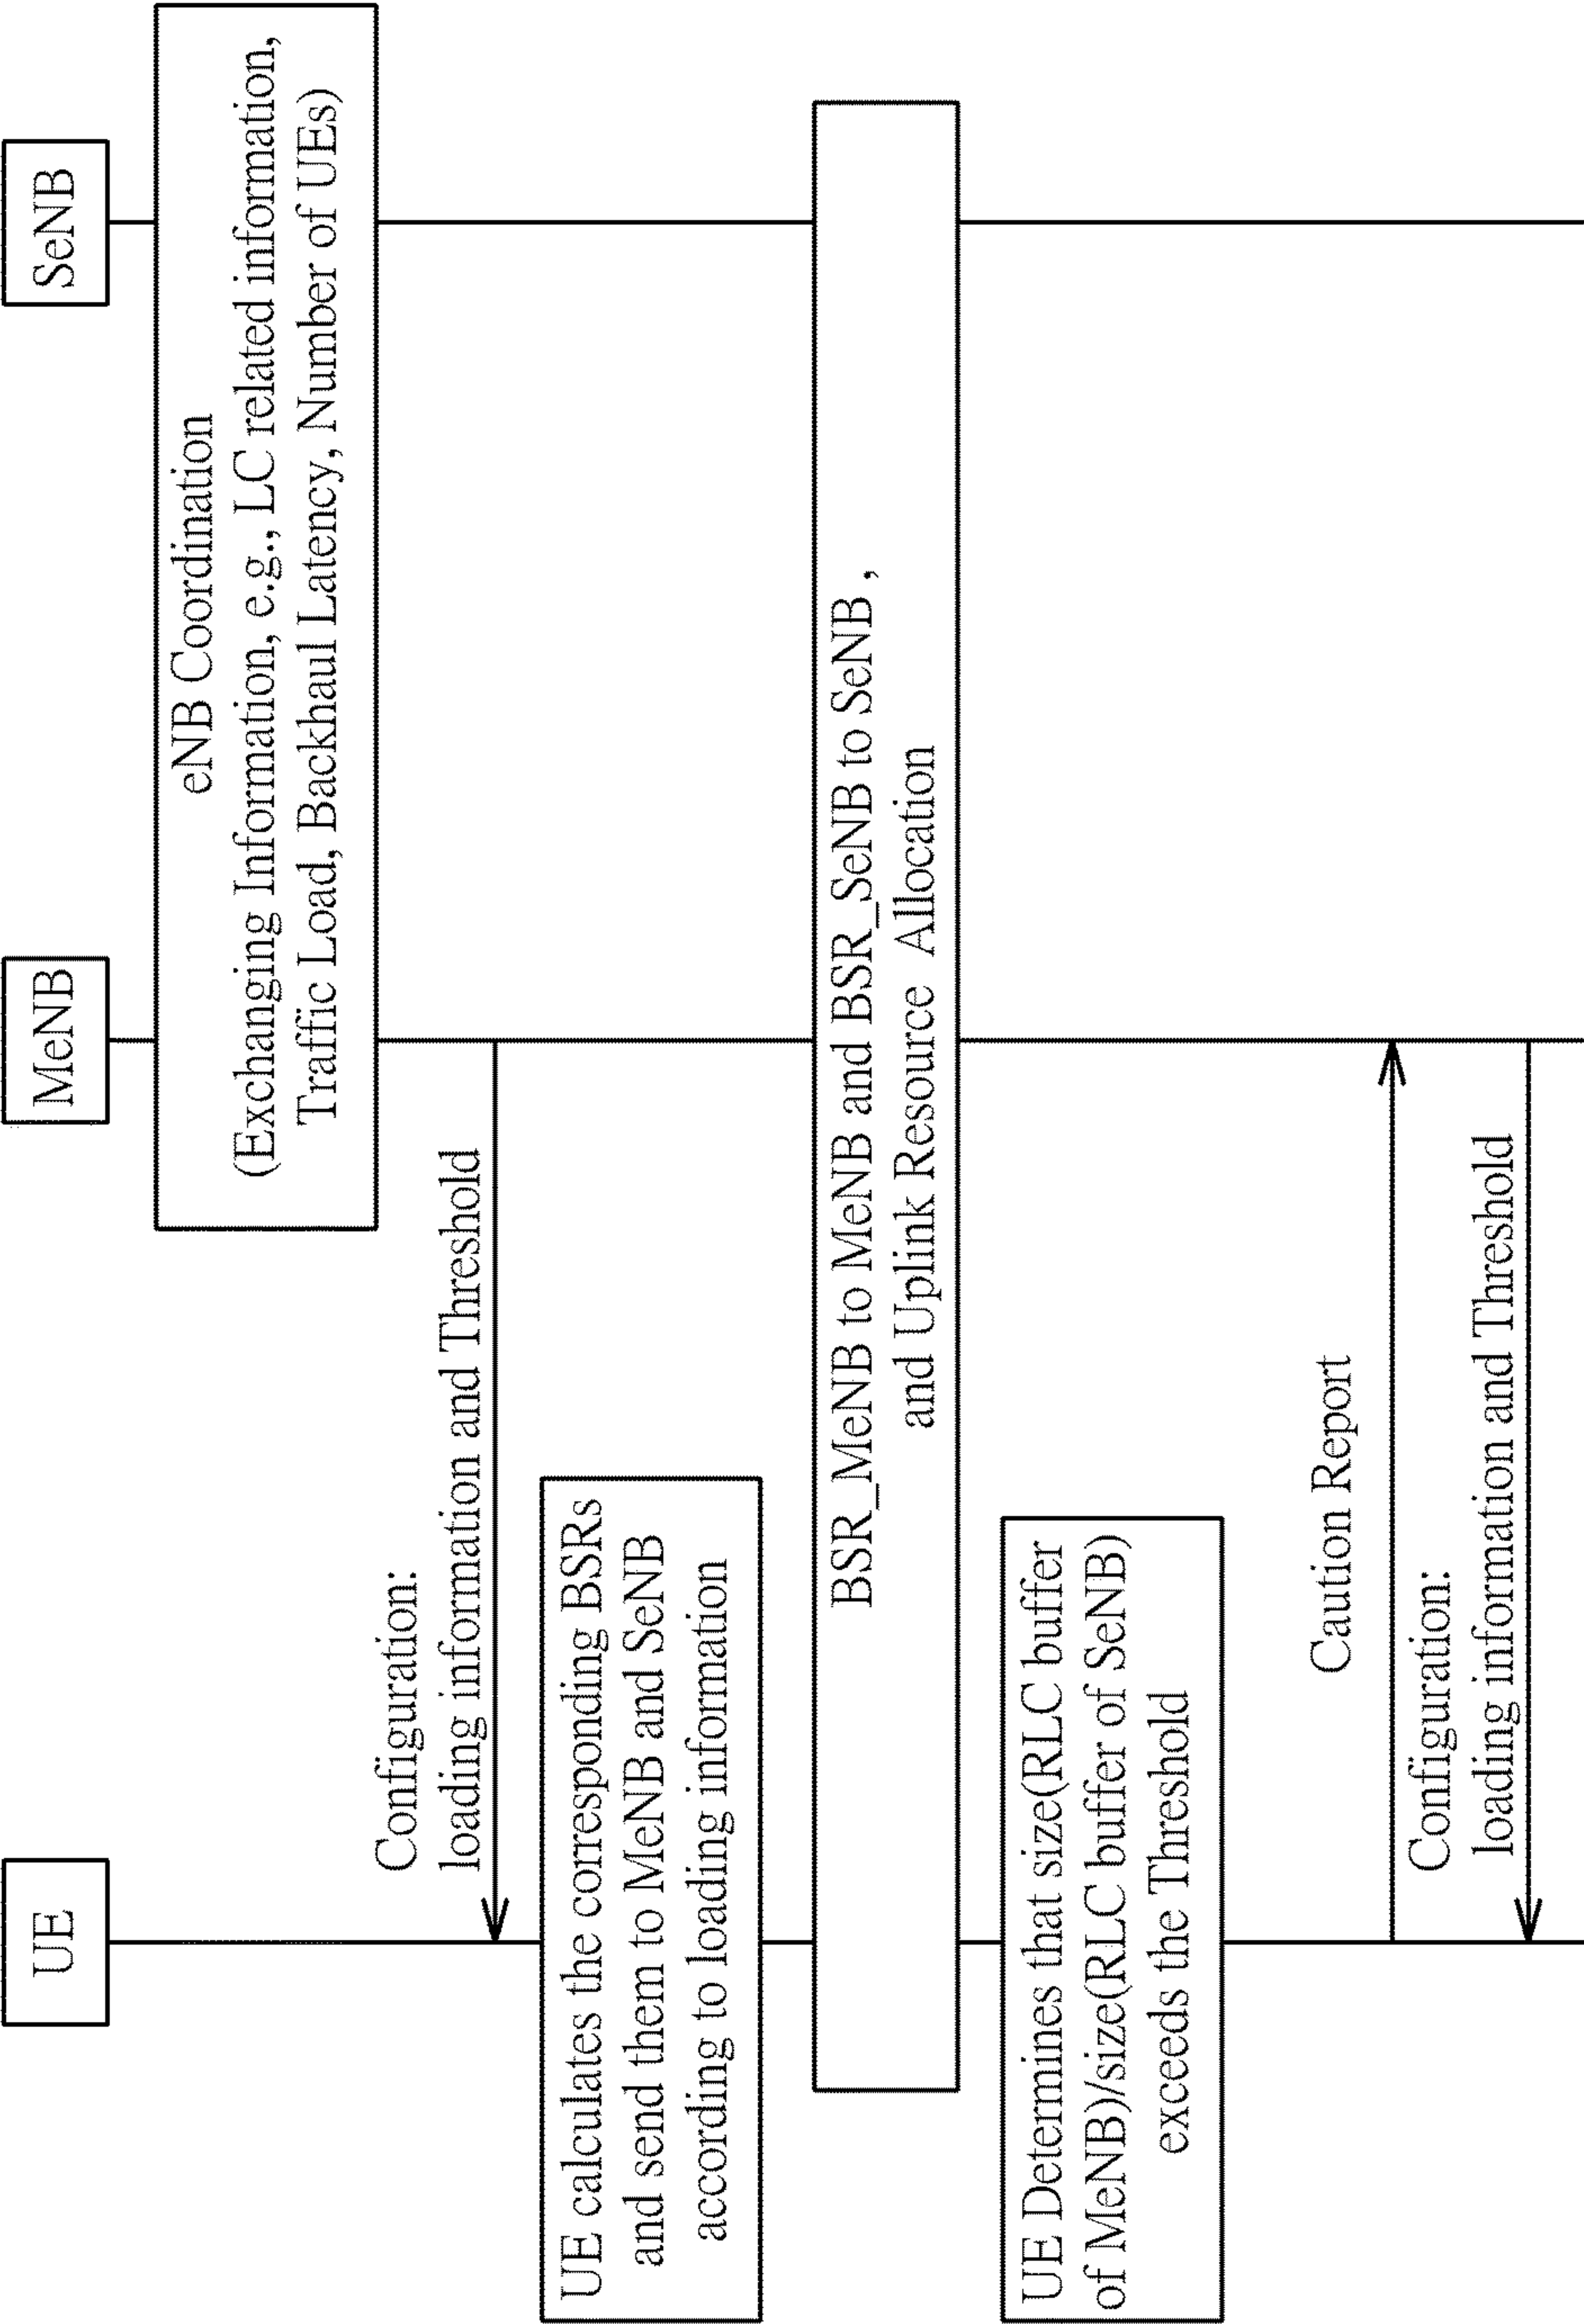 UE
MeNB
SeNB
eNB Coordination
(Exchanging Information, e.g., LC related information,
Traffic Load, Backhaul Latency, Number of UEs)
Configuration:
loading information and Threshold
UE calculates the corresponding BSRs
and send them to MeNB and SeNB
according to loading information
BSR_MeNB to MeNB and BSR_SeNB to SeNB ,
and Uplink Resource Allocation
UE Determines that size(RLC buffer
of MeNB)/size(RLC buffer of SeNB)
exceeds the Threshold
Caution Report
Configuration:
loading information and Threshold